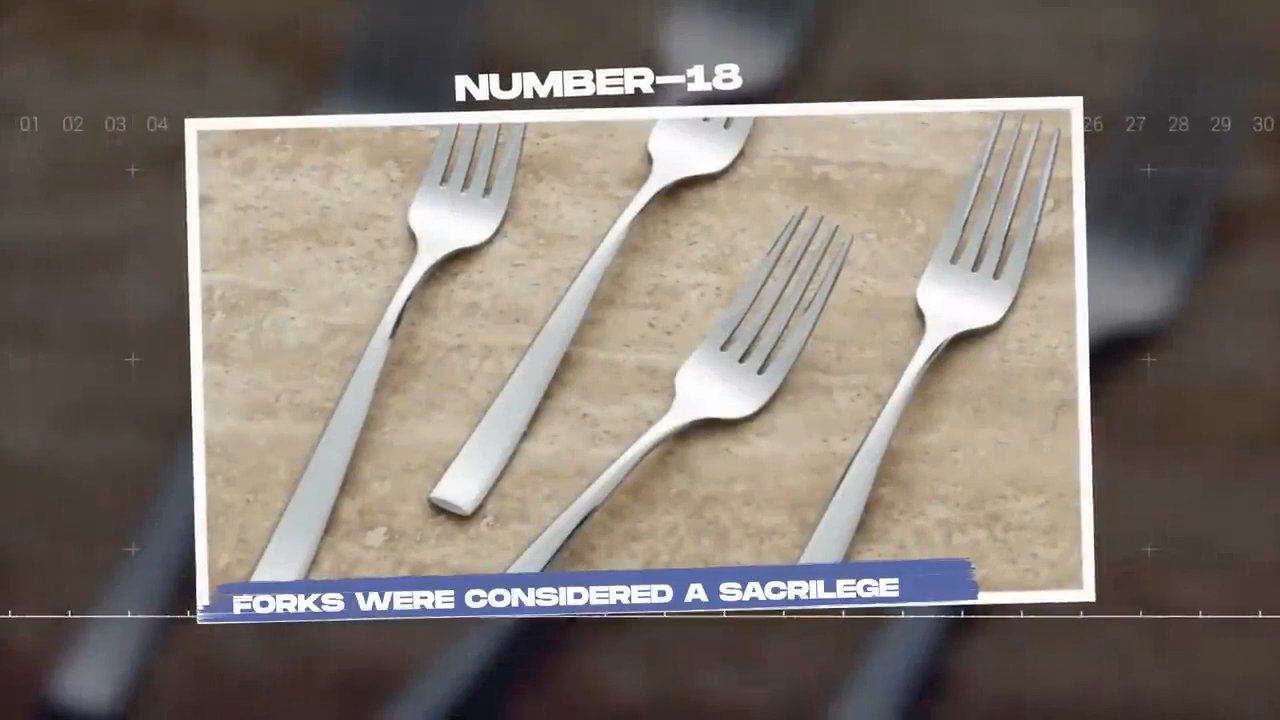 NUMBER—18
01 02 03 04 26 27 28 29 30
FORKS WERE CONSIDERED A SACRILEGE